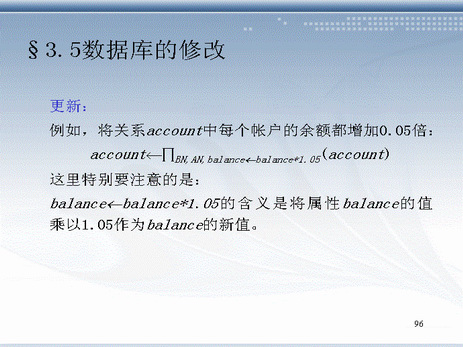 §3.5数据库的修改
更新：
例如，将关系account中每个帐户的余额都增加0.05倍：
account←∏BN,AN,balance←balance*1.05(account)
这里特别要注意的是：
balance←balance*1.05的含义是将属性balance的值
乘以1.05作为balance的新值。
96